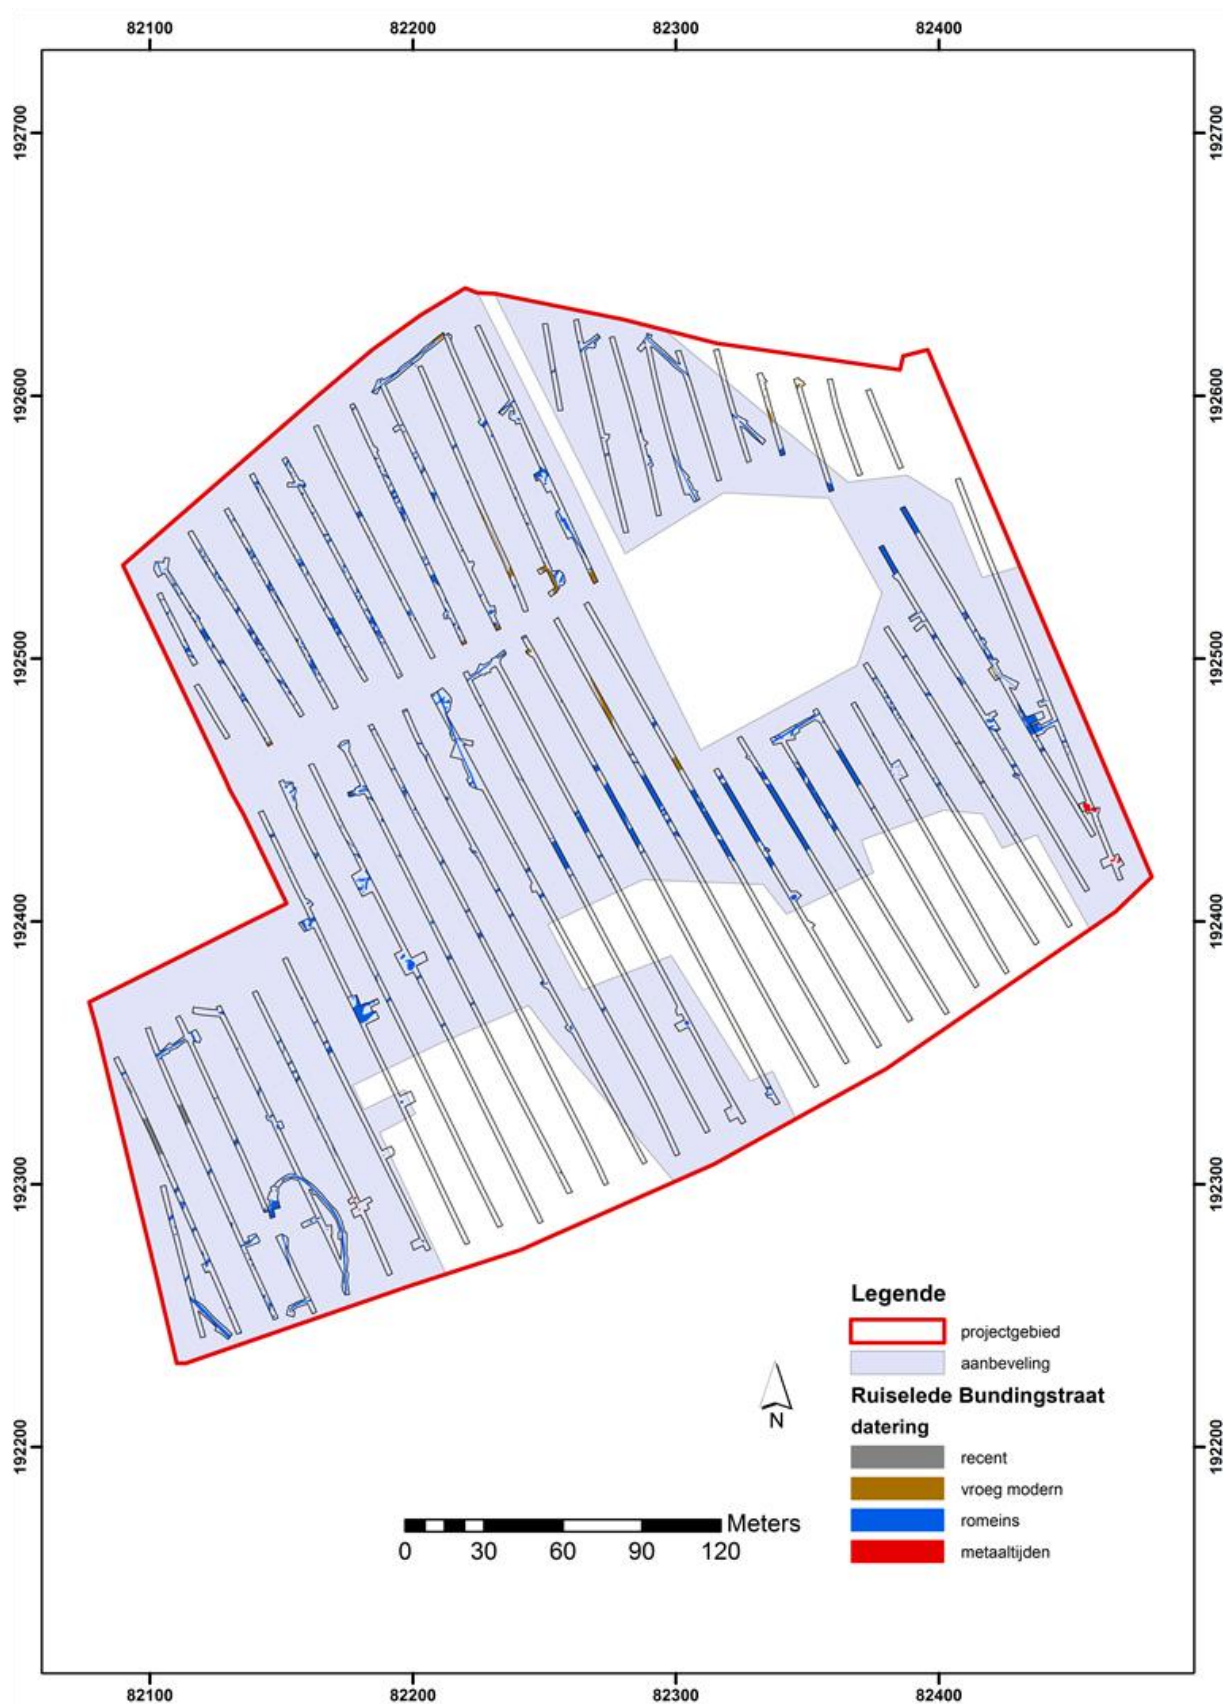 82100 82200 82300 82400
192700 192700
192600 192600
192500 192500
192400 192400
192300 192300
192200 192200
Legende
projectgebied
aanbeveling
Ruiselede Bundingstraat
datering
recent
vroeg modern
romeins
metaaltijden
N
Meters
0 30 60 90 120
82100 82200 82300 82400